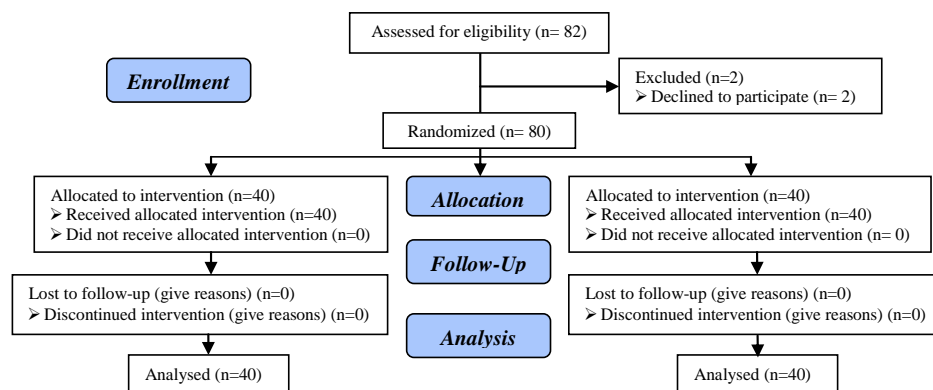 Assessed for eligibility (n= 82)
Enrollment
Excluded (n=2)
➢ Declined to participate (n= 2)
Randomized (n= 80)
Allocated to intervention (n=40)
➢ Received allocated intervention (n=40)
➢ Did not receive allocated intervention (n=0)
Allocation
Allocated to intervention (n=40)
➢ Received allocated intervention (n=40)
➢ Did not receive allocated intervention (n= 0)
Follow-Up
Lost to follow-up (give reasons) (n=0)
➢ Discontinued intervention (give reasons) (n=0)
Lost to follow-up (give reasons) (n=0)
➢ Discontinued intervention (give reasons) (n=0)
Analysis
Analysed (n=40)
Analysed (n=40)